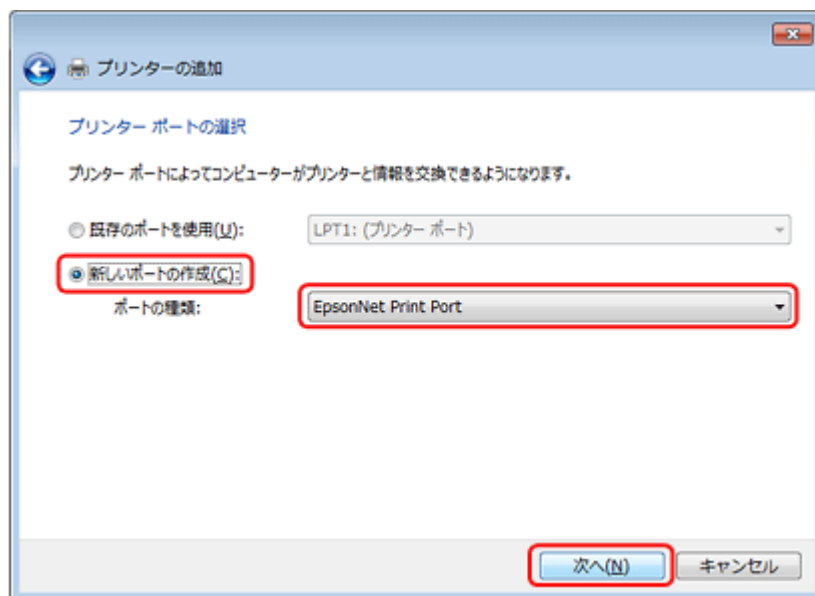 プリンターの追加
プリンター ポートの選択
プリンター ポートによってコンピューターがプリンターと情報を交換できるようになります。
既存のポートを使用(U): LPT1: (プリンター ポート)
新しいポートの作成(C):
ポートの種類: EpsonNet Print Port
次へ(N) キャンセル